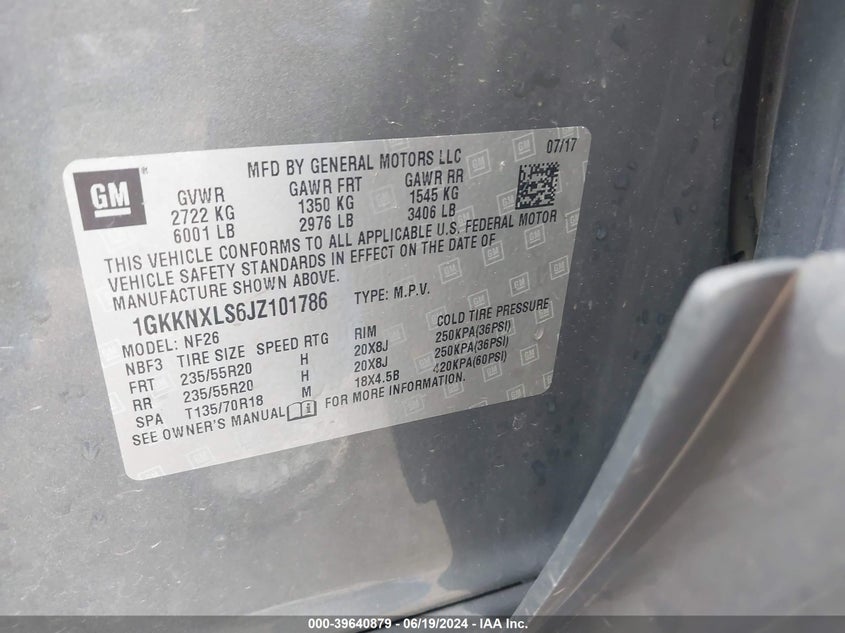 GM
MFD BY GENERAL MOTORS LLC 07/17
GVWR GAWR FRT GAWR RR
2722 KG 1350 KG 1545 KG
6001 LB 2976 LB 3406 LB
THIS VEHICLE CONFORMS TO ALL APPLICABLE U.S. FEDERAL MOTOR
VEHICLE SAFETY STANDARDS IN EFFECT ON THE DATE OF
MANUFACTURE SHOWN ABOVE.
1GKKNXLS6JZ101786 TYPE: M.P.V.
MODEL: NF26
NBF3 TIRE SIZE SPEED RTG RIM COLD TIRE PRESSURE
FRT 235/55R20 H 20X8J 250KPA(36PSI)
RR 235/55R20 H 20X8J 250KPA(36PSI)
SPA T135/70R18 M 18X4.5B 420KPA(60PSI)
SEE OWNER'S MANUAL FOR MORE INFORMATION.
000-39640879 - 06/19/2024 - IAA Inc.